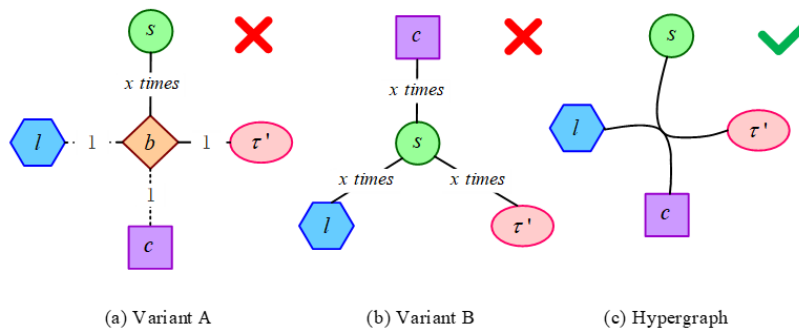 s
x times
l
1
b
1
τ'
1
c
(a) Variant A
c
x times
s
x times
x times
l
τ'
(b) Variant B
s
l
τ'
c
(c) Hypergraph